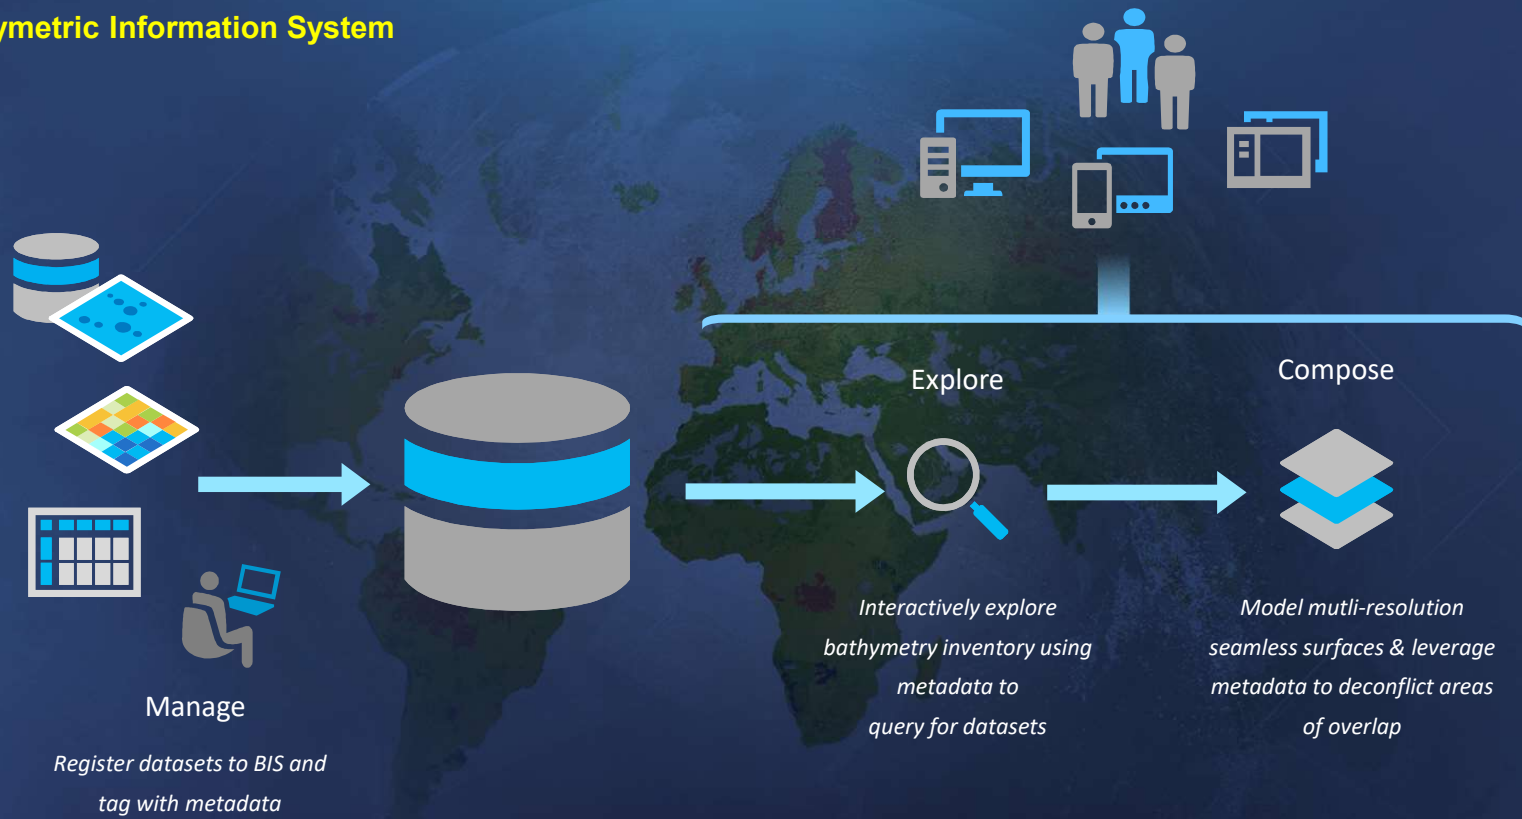 ymetric Information System
Explore
Compose
Interactively explore
bathymetry inventory using
metadata to
query for datasets
Model mutli-resolution
seamless surfaces & leverage
metadata to deconflict areas
of overlap
Manage
Register datasets to BIS and
tag with metadata